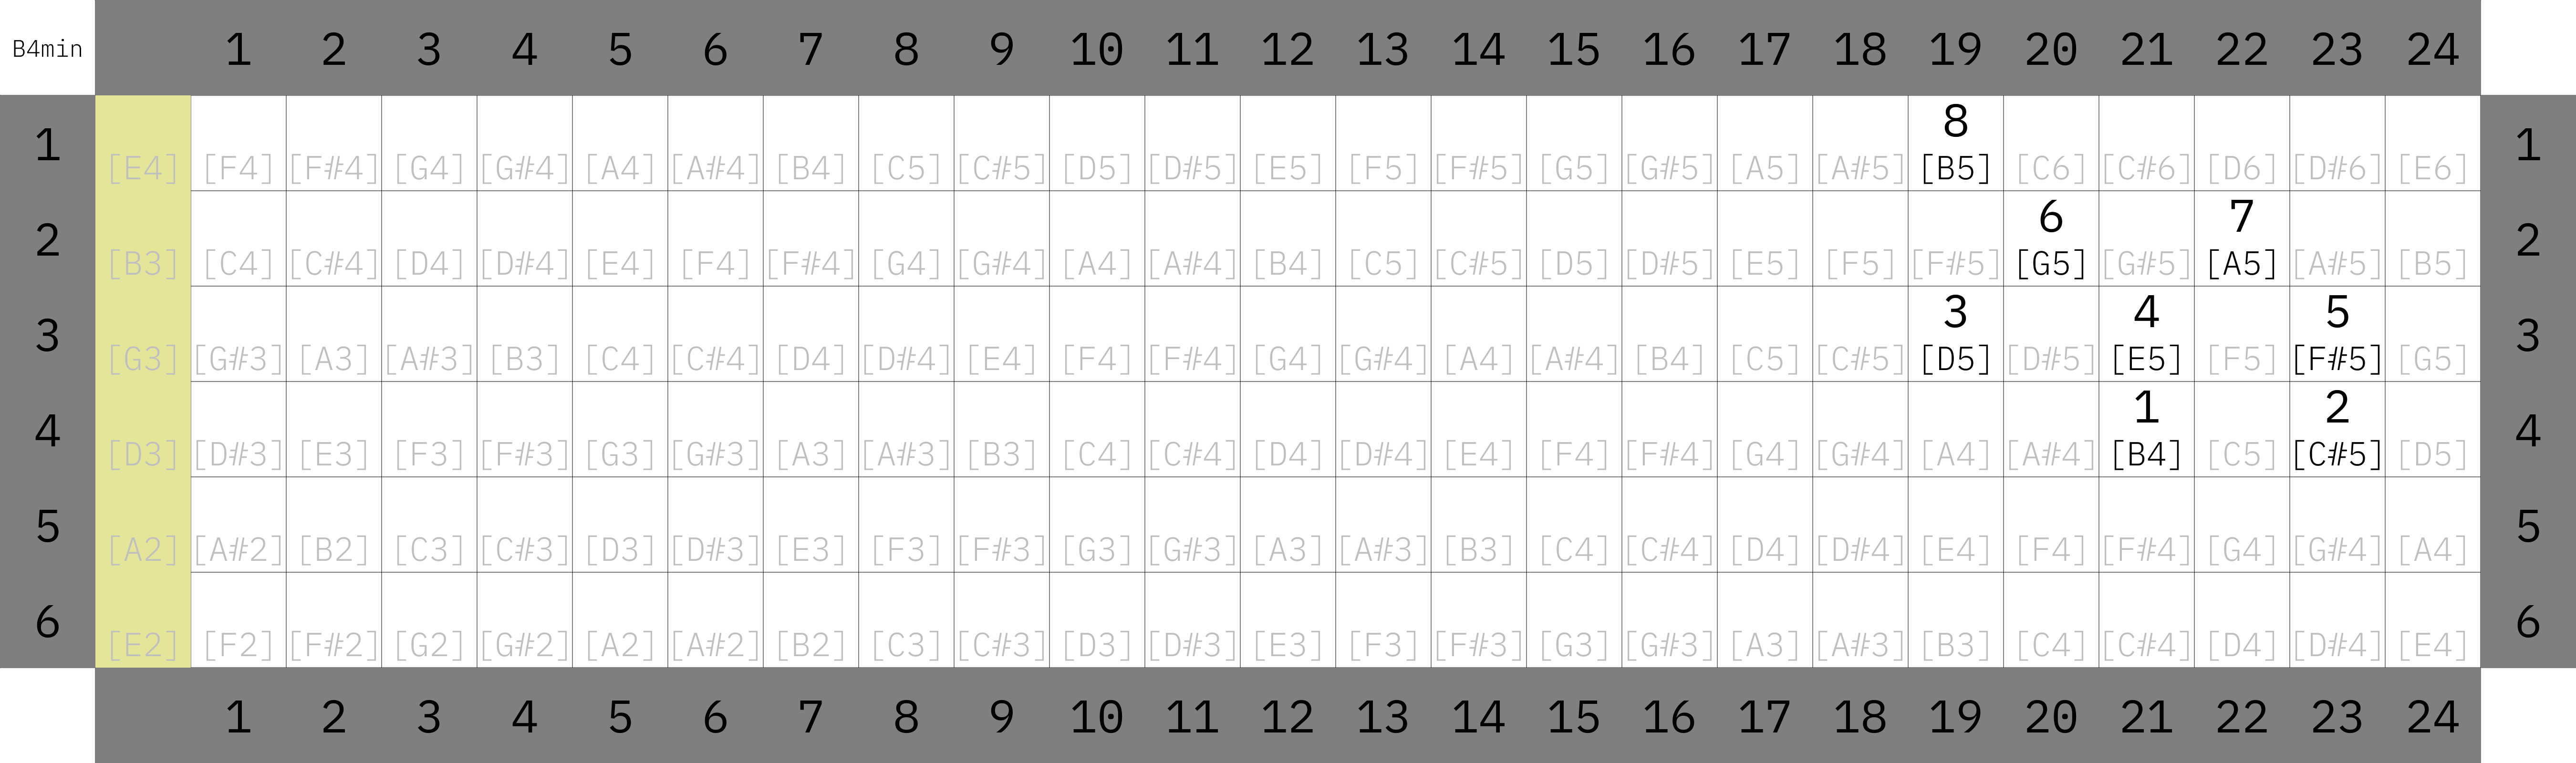 B4min 1 2 3 4 5 6 7 8 9 10 11 12 13 14 15 16 17 18 19 20 21 22 23 24
8
1 [E4] [F4] [F#4] [G4] [G#4] [A4] [A#4] [B4] [C5] [C#5] [D5] [D#5] [E5] [F5] [F#5] [G5] [G#5] [A5] [A#5] [B5] [C6] [C#6] [D6] [D#6] [E6] 1
6 7
2 [B3] [C4] [C#4] [D4] [D#4] [E4] [F4] [F#4] [G4] [G#4] [A4] [A#4] [B4] [C5] [C#5] [D5] [D#5] [E5] [F5] [F#5] [G5] [G#5] [A5] [A#5] [B5] 2
3 4 5
3 [G3] [G#3] [A3] [A#3] [B3] [C4] [C#4] [D4] [D#4] [E4] [F4] [F#4] [G4] [G#4] [A4] [A#4] [B4] [C5] [C#5] [D5] [D#5] [E5] [F5] [F#5] [G5] 3
1 2
4 [D3] [D#3] [E3] [F3] [F#3] [G3] [G#3] [A3] [A#3] [B3] [C4] [C#4] [D4] [D#4] [E4] [F4] [F#4] [G4] [G#4] [A4] [A#4] [B4] [C5] [C#5] [D5] 4
5 [A2] [A#2] [B2] [C3] [C#3] [D3] [D#3] [E3] [F3] [F#3] [G3] [G#3] [A3] [A#3] [B3] [C4] [C#4] [D4] [D#4] [E4] [F4] [F#4] [G4] [G#4] [A4] 5
6 [E2] [F2] [F#2] [G2] [G#2] [A2] [A#2] [B2] [C3] [C#3] [D3] [D#3] [E3] [F3] [F#3] [G3] [G#3] [A3] [A#3] [B3] [C4] [C#4] [D4] [D#4] [E4] 6
1 2 3 4 5 6 7 8 9 10 11 12 13 14 15 16 17 18 19 20 21 22 23 24